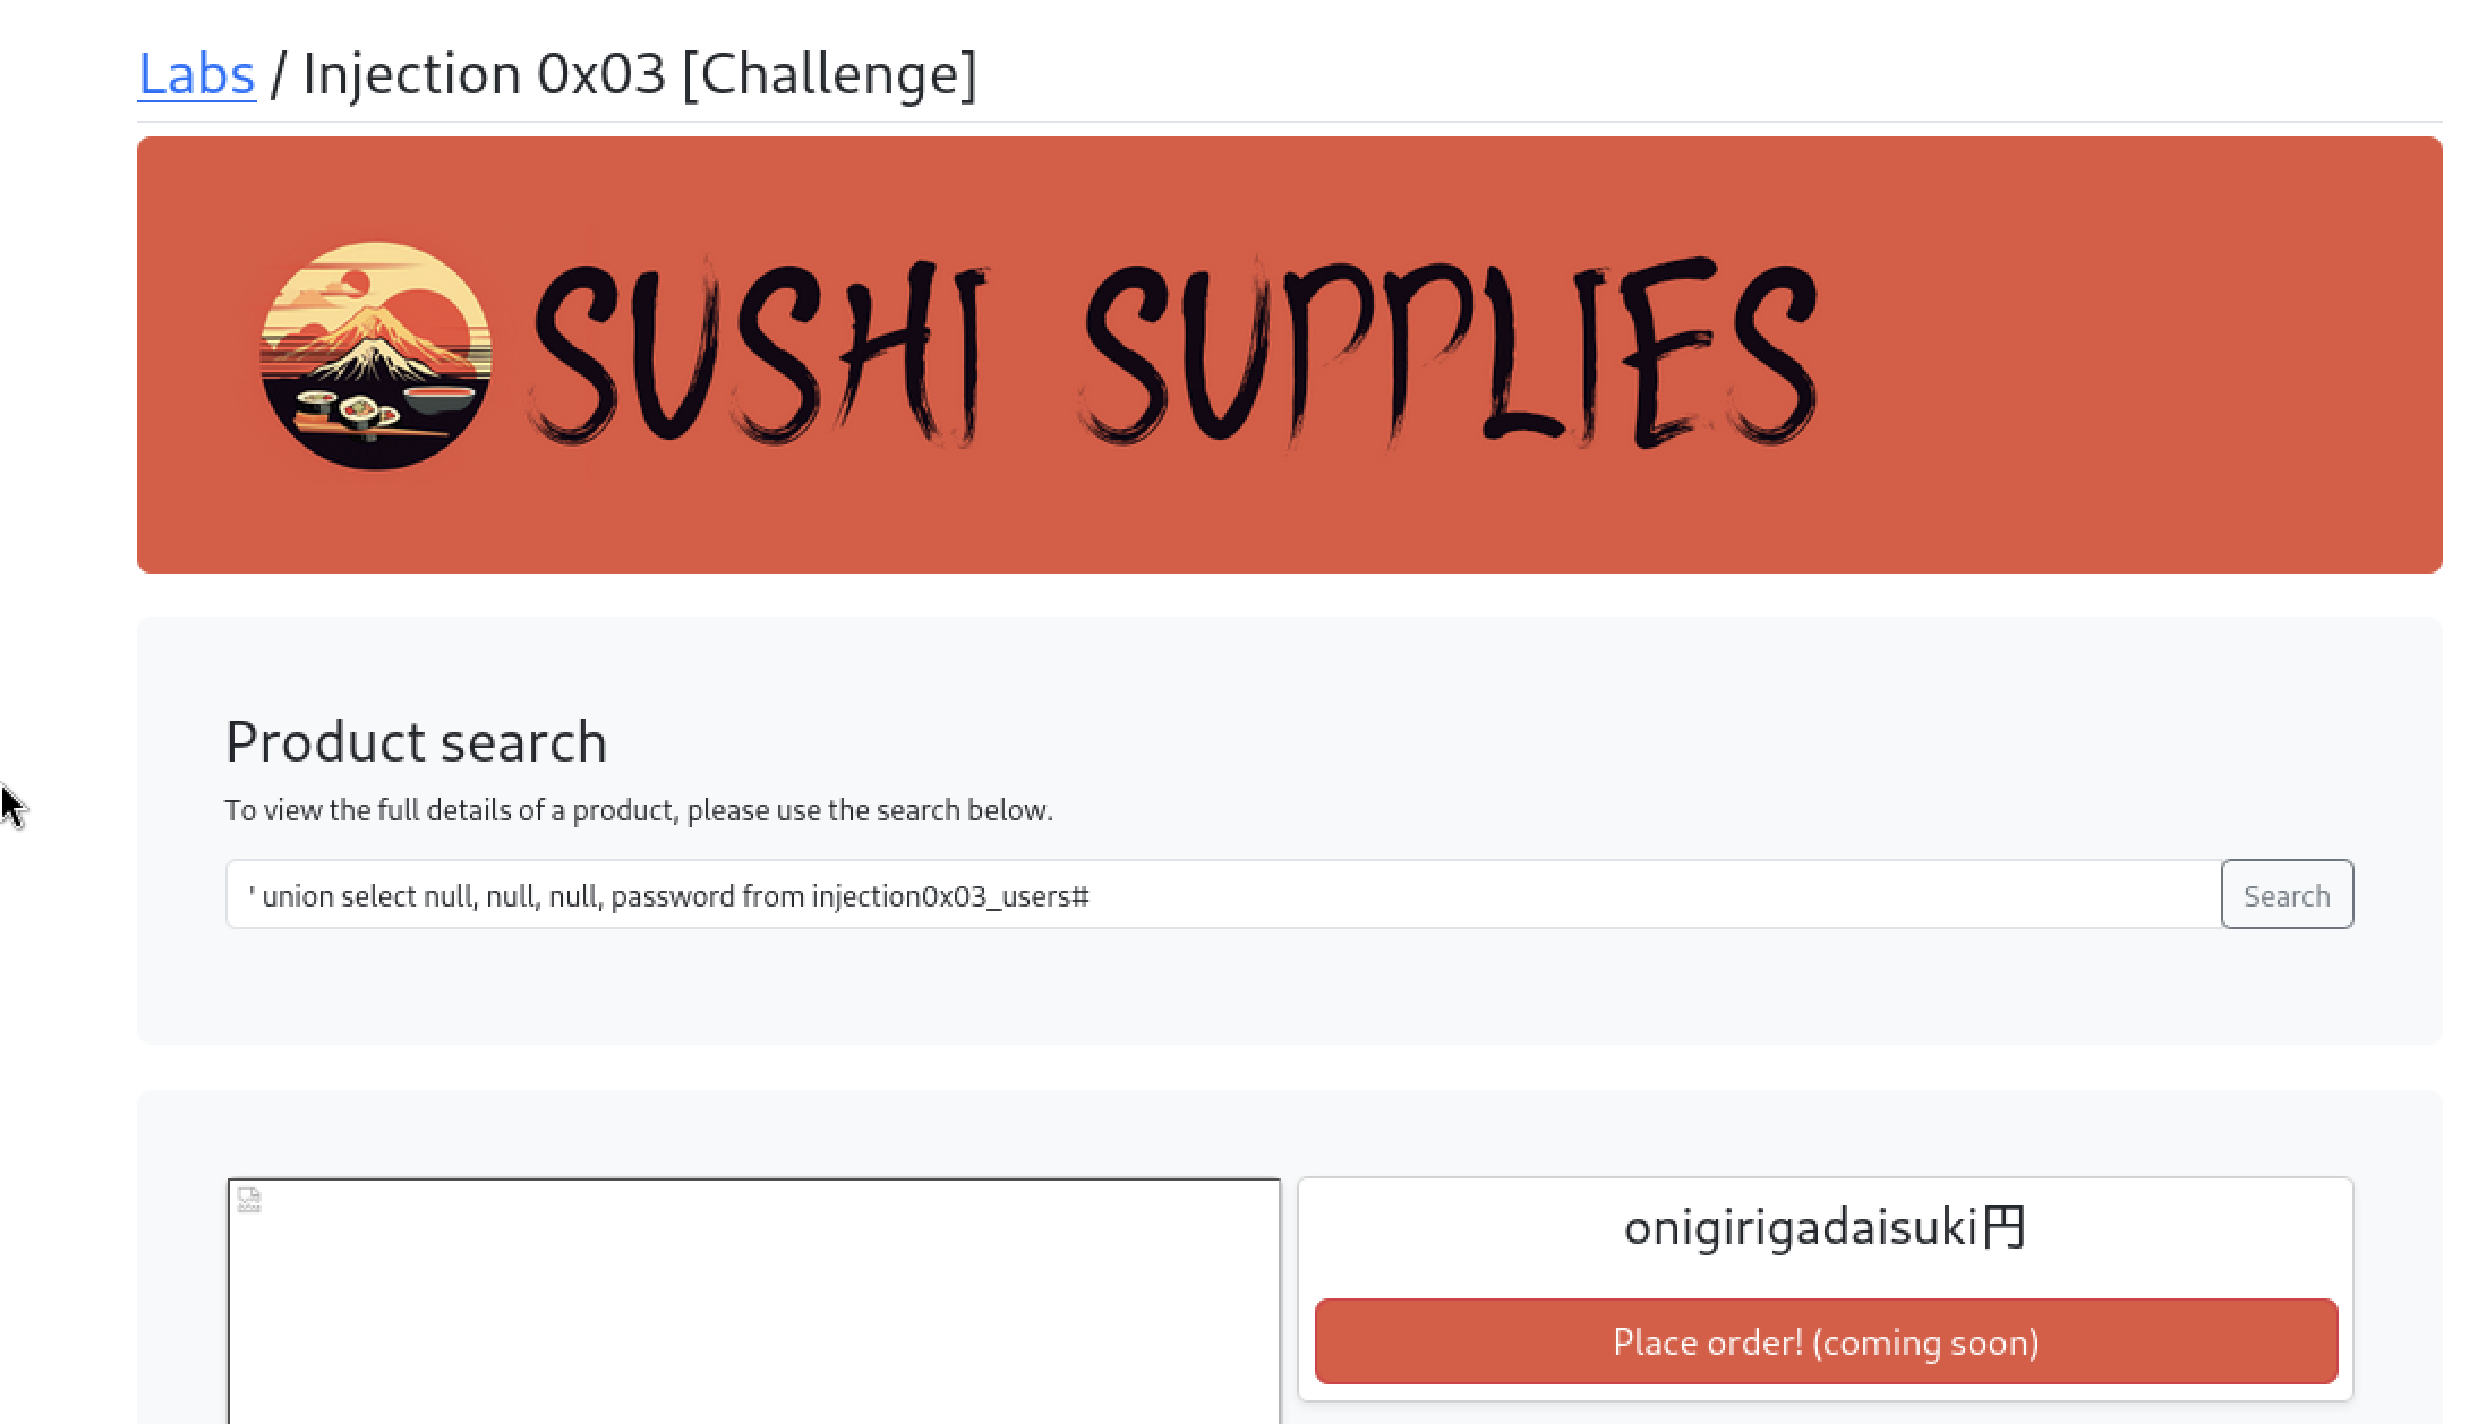 Labs / Injection 0x03 [Challenge]
SUSHI SUPPLIES
Product search
To view the full details of a product, please use the search below.
' union select null, null, null, password from injection0x03_users#
Search
onigirigadaisuki円
Place order! (coming soon)